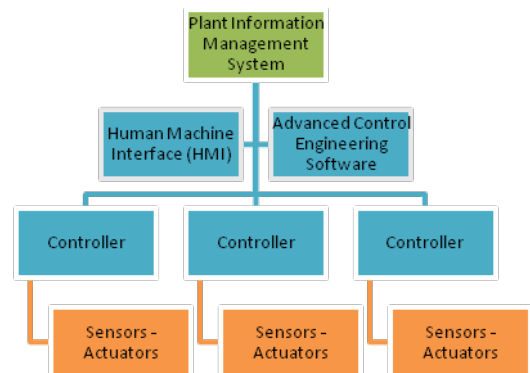 Plant Information
Management
System
Human Machine
Interface (HMI)
Advanced Control
Engineering
Software
Controller
Controller
Controller
Sensors -
Actuators
Sensors -
Actuators
Sensors -
Actuators